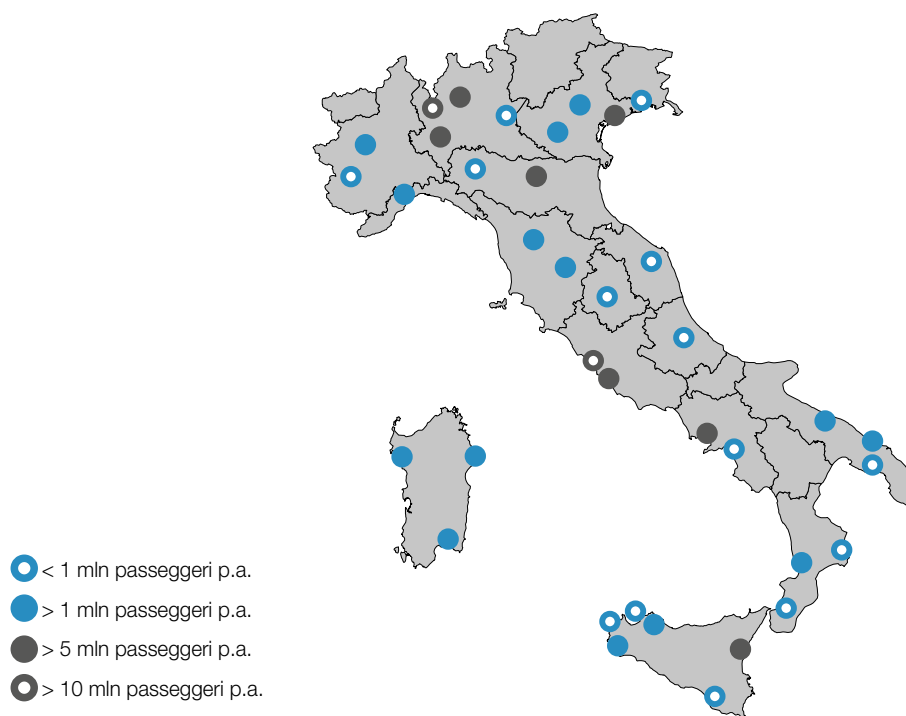 < 1 mln passeggeri p.a.
> 1 mln passeggeri p.a.
> 5 mln passeggeri p.a.
> 10 mln passeggeri p.a.